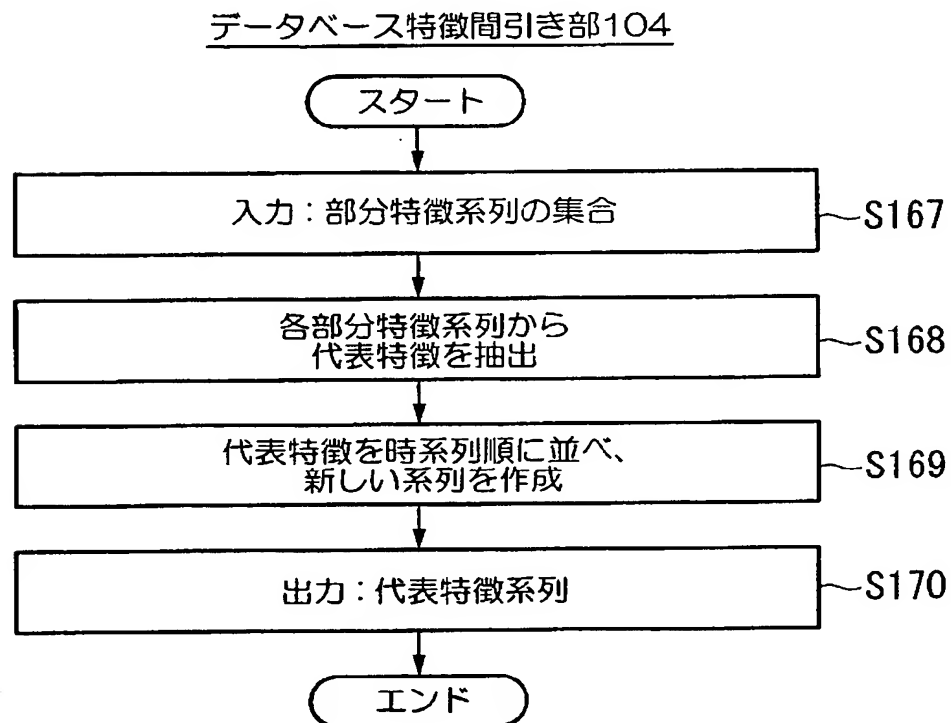 データベース特徴間引き部104
スタート
入力：部分特徴系列の集合
S167
各部分特徴系列から
代表特徴を抽出
S168
代表特徴を時系列順に並べ、
新しい系列を作成
S169
出力：代表特徴系列
S170
エンド